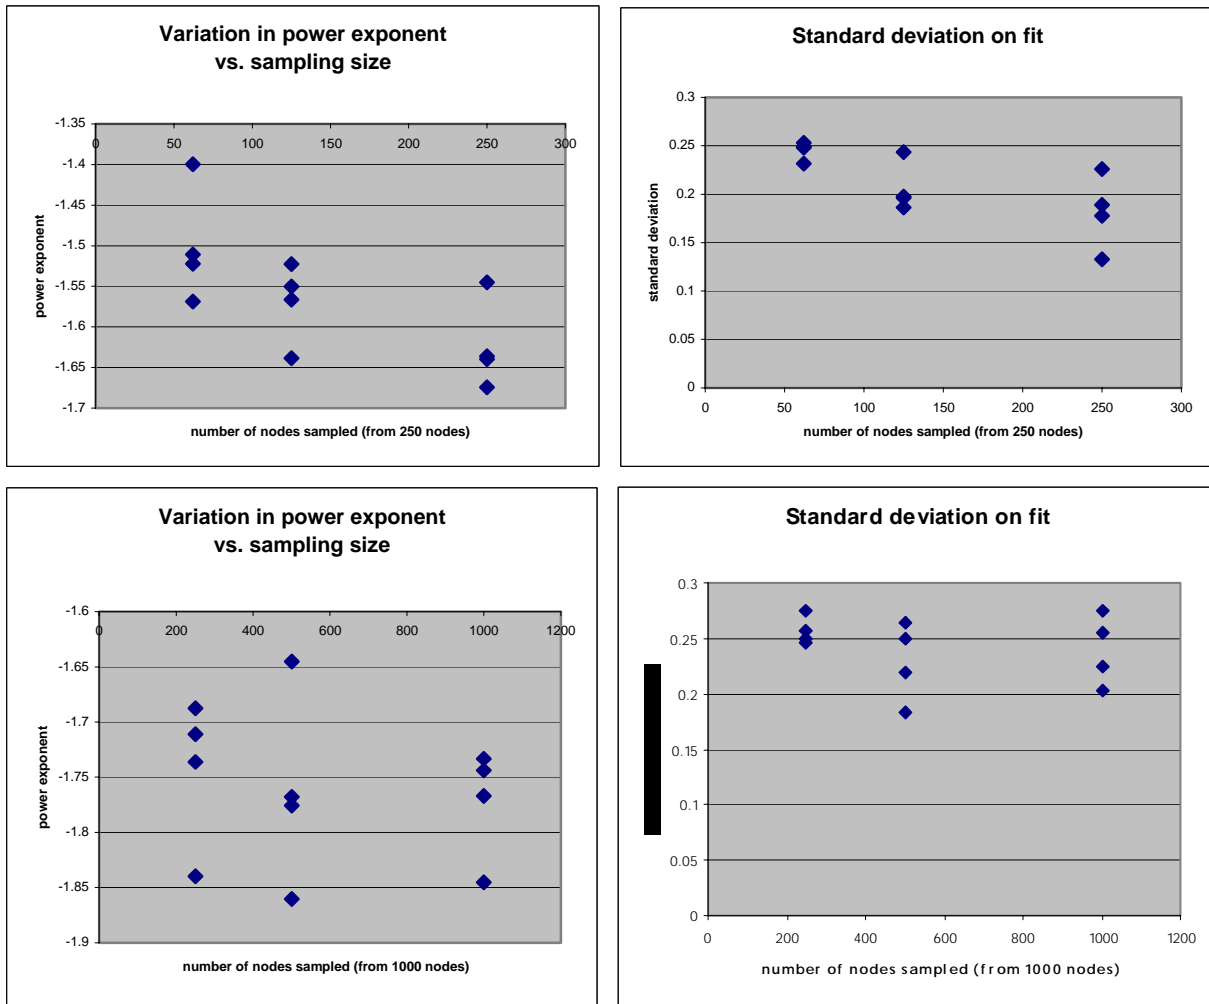 Variation in power exponent
vs. sampling size
-1.35
0 50 100 150 200 250 300
-1.4
-1.45
-1.5
-1.55
-1.6
-1.65
-1.7
power exponent
number of nodes sampled (from 250 nodes)
Standard deviation on fit
0.3
0.25
0.2
0.15
0.1
0.05
0
standard deviation
0 50 100 150 200 250 300
number of nodes sampled (from 250 nodes)
Variation in power exponent
vs. sampling size
-1.6
0 200 400 600 800 1000 1200
-1.65
-1.7
-1.75
-1.8
-1.85
-1.9
power exponent
number of nodes sampled (from 1000 nodes)
Standard deviation on fit
0.3
0.25
0.2
0.15
0.1
0.05
0
0 200 400 600 800 1000 1200
number of nodes sampled (from 1000 nodes)